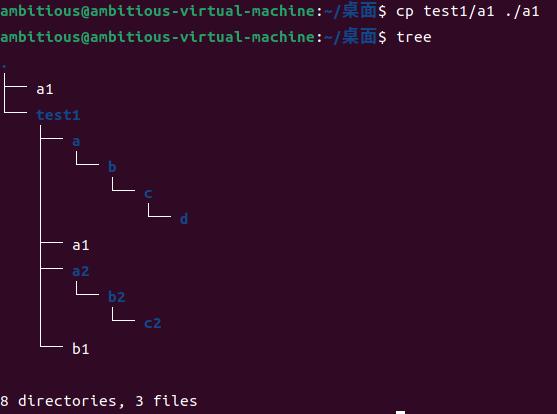 ambitious@ambitious-virtual-machine:~/桌面$ cp test1/a1 ./a1
ambitious@ambitious-virtual-machine:~/桌面$ tree
.
├── a1
└── test1
    ├── a
    │   └── b
    │       └── c
    │           └── d
    ├── a1
    ├── a2
    │   └── b2
    │       └── c2
    └── b1
8 directories, 3 files